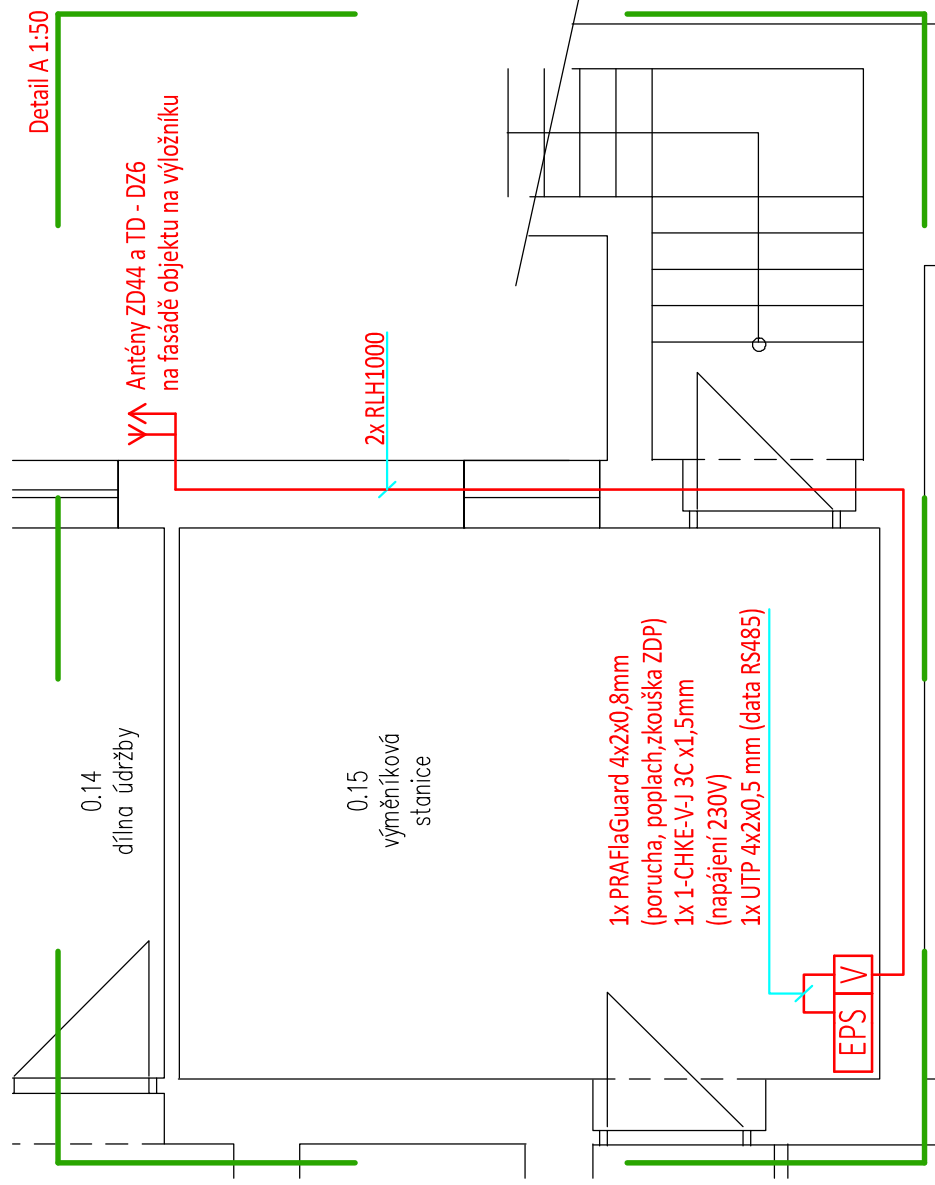 Detail A 1:50
Antény ZD44 a TD - DZ6
na fasádě objektu na výložníku
2x RLH1000
0.14
dílna údržby
0.15
výměníková
stanice
1x PRAFlaGuard 4x2x0,8mm
(porucha, poplach,zkouška ZDP)
1x 1-CHKE-V-J 3C x1,5mm
(napájení 230V)
1x UTP 4x2x0,5 mm (data RS485)
EPS
V